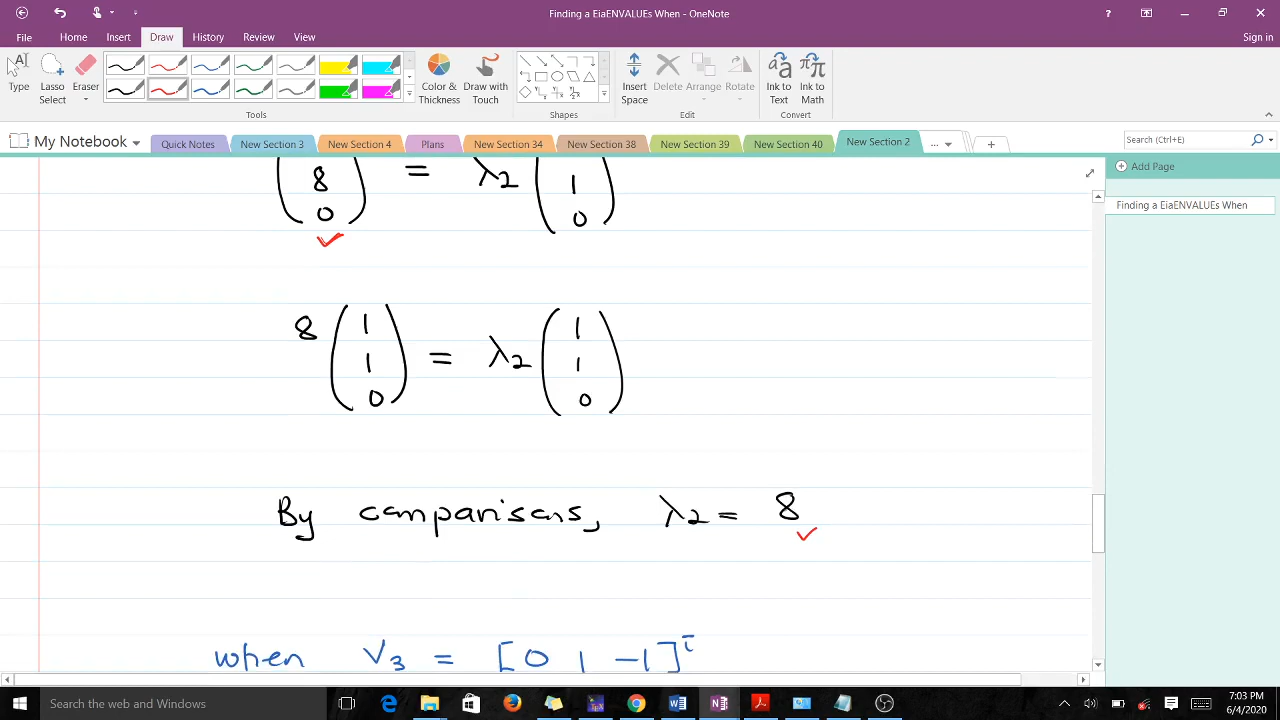 Finding a EiaENVALUEs When - OneNote
File Home Insert Draw History Review View Sign in
Type Lasso Select Eraser Color & Thickness Draw with Touch Insert Space Delete Arrange Rotate Ink to Text Ink to Math
Tools Shapes Edit Convert
My Notebook Quick Notes New Section 3 New Section 4 Plans New Section 34 New Section 38 New Section 39 New Section 40 New Section 2 ... Search (Ctrl+E)
Add Page
Finding a EiaENVALUEs When
8 = λ2 1
0 0
8 ( 1 1 0 ) = λ2 ( 1 1 0 )
By comparisons, λ2 = 8
when V3 = [0 1 -1]ᵀ
Search the web and Windows
7:03 PM
6/4/2020